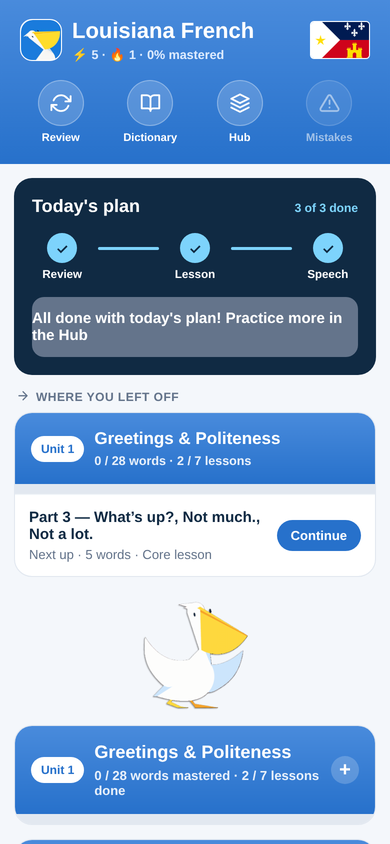 Louisiana French
⚡ 5 · 🔥 1 · 0% mastered
Review
Dictionary
Hub
Mistakes
Today's plan
3 of 3 done
Review
Lesson
Speech
All done with today's plan! Practice more in
the Hub
WHERE YOU LEFT OFF
Unit 1
Greetings & Politeness
0 / 28 words · 2 / 7 lessons
Part 3 — What’s up?, Not much.,
Not a lot.
Next up · 5 words · Core lesson
Continue
Unit 1
Greetings & Politeness
0 / 28 words mastered · 2 / 7 lessons
done